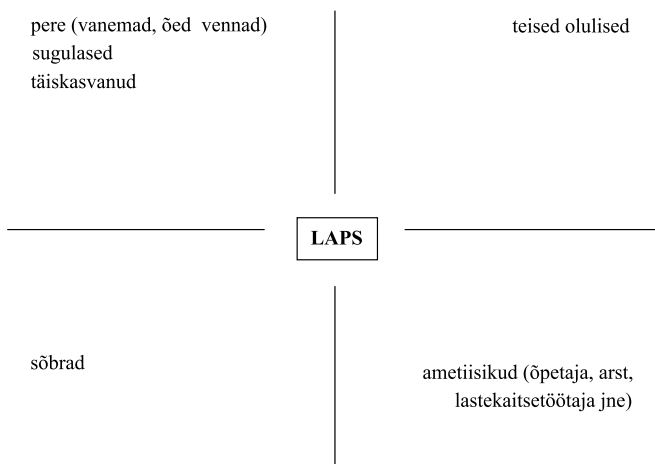 pere (vanemad, õed vennad)
sugulased
täiskasvanud
teised olulised
LAPS
sõbrad
ametiisikud (õpetaja, arst,
lastekaitsetöötaja jne)